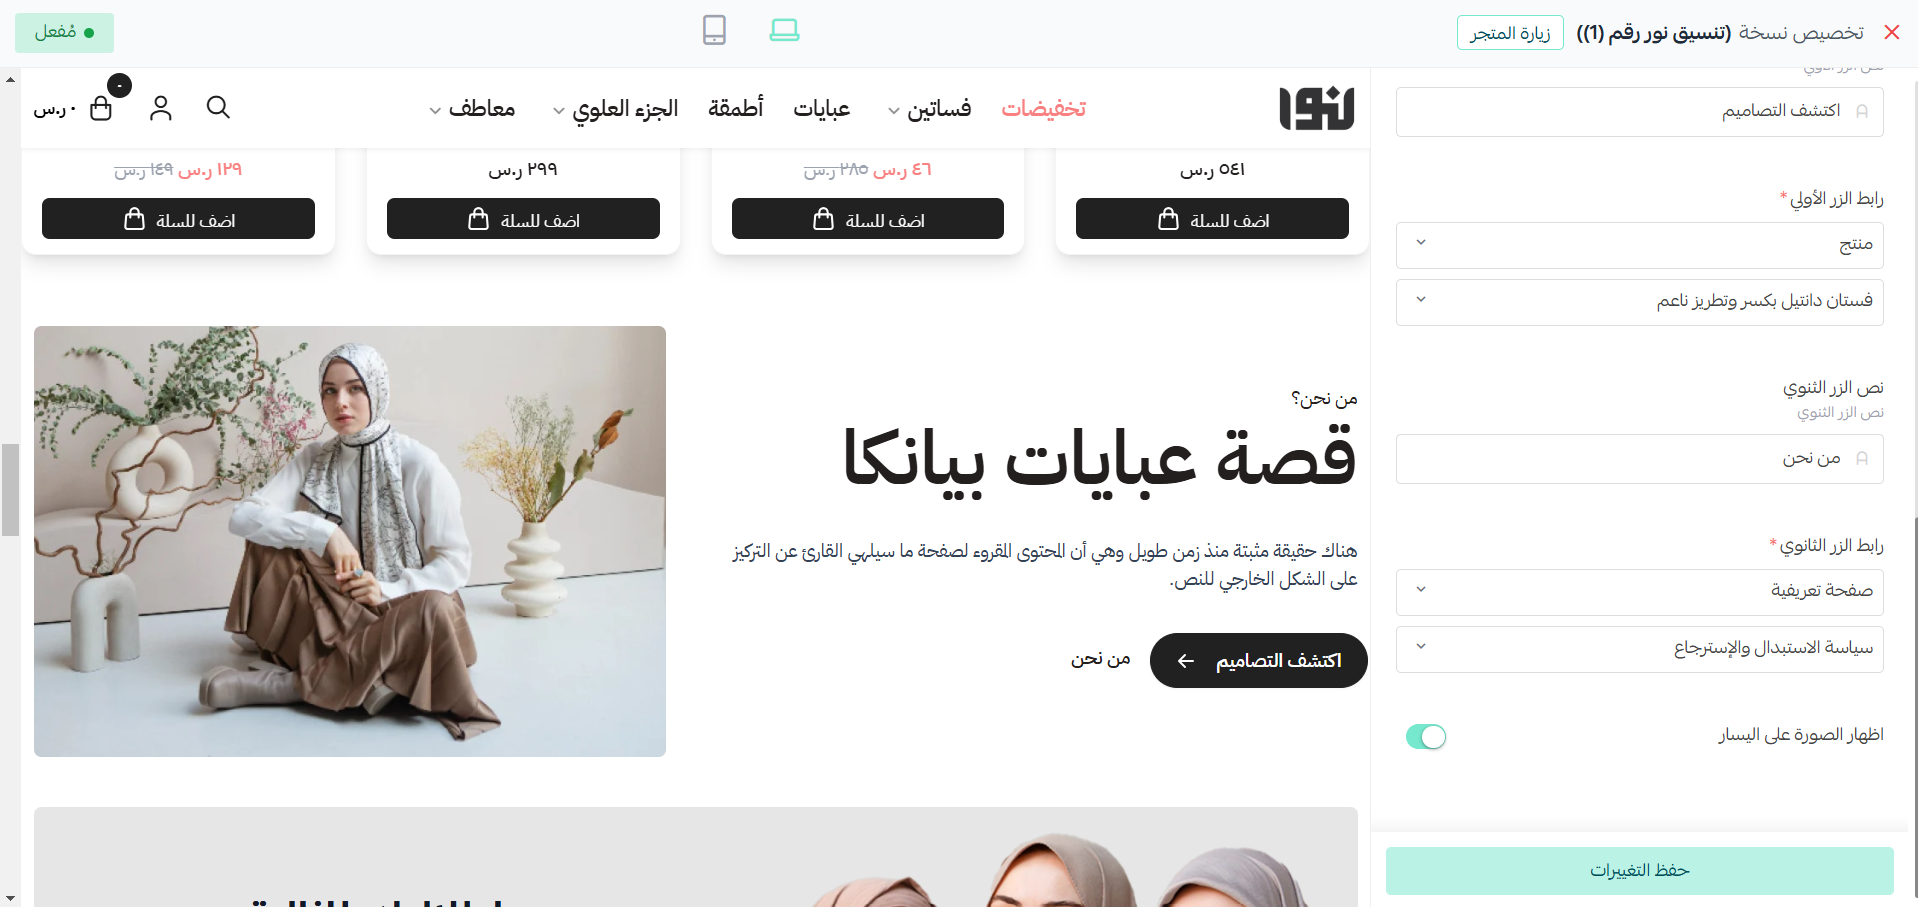 تخصيص نسخة (تنسيق نور رقم (1))
زيارة المتجر
مُفعل
نص الزر الأولي
اكتشف التصاميم
رابط الزر الأولي *
منتج
فستان دانتيل بكسر وتطريز ناعم
نص الزر الثنوي
نص الزر الثنوي
من نحن
رابط الزر الثانوي *
صفحة تعريفية
سياسة الاستبدال والإسترجاع
اظهار الصورة على اليسار
حفظ التغييرات
تخفيضات
فساتين
عبايات
أطمقة
الجزء العلوي
معاطف
٠ ر.س
٥٤١ ر.س
٤٦ ر.س ٢٨٥ ر.س
٢٩٩ ر.س
١٢٩ ر.س ١٤٩ ر.س
اضف للسلة
اضف للسلة
اضف للسلة
اضف للسلة
من نحن؟
قصة عبايات بيانكا
هناك حقيقة مثبتة منذ زمن طويل وهي أن المحتوى المقروء لصفحة ما سيلهي القارئ عن التركيز
على الشكل الخارجي للنص.
اكتشف التصاميم
من نحن